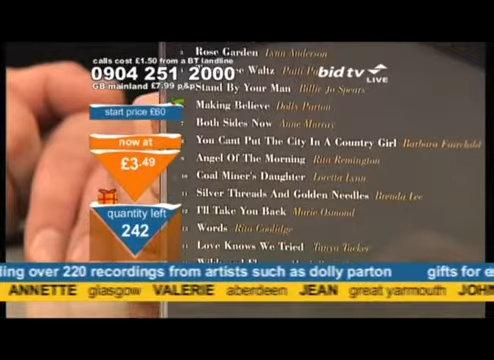 calls cost £1.50 from a BT landline
0904 251 2000
GB mainland £7.99 p&p
bid tv
LIVE
start price £60
now at
£3.49
quantity left
242
Rose Garden Lynn Anderson
Waltz Patti
Stand By Your Man Billie Jo Spears
Making Believe Dolly Parton
Both Sides Now Anne Murray
You Cant Put The City In A Country Girl Barbara Fairchild
Angel Of The Morning Rita Remington
Coal Miner's Daughter Loretta Lynn
Silver Threads And Golden Needles Brenda Lee
I'll Take You Back Marie Osmond
Words Rita Coolidge
Love Knows We Tried Tanya Tucker
ding over 220 recordings from artists such as dolly parton gifts for e
ANNETTE glasgow VALERIE aberdeen JEAN great yarmouth JOHN